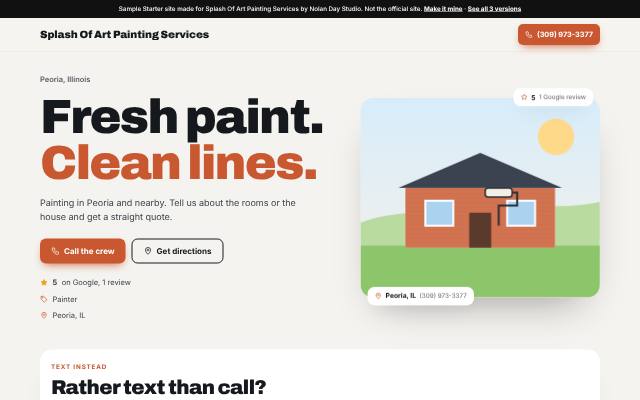 Sample Starter site made for Splash Of Art Painting Services by Nolan Day Studio. Not the official site. Make it mine · See all 3 versions
Splash Of Art Painting Services
(309) 973-3377
Peoria, Illinois
Fresh paint.
Clean lines.
Painting in Peoria and nearby. Tell us about the rooms or the
house and get a straight quote.
Call the crew
Get directions
5 on Google, 1 review
Painter
Peoria, IL
5 1 Google review
Peoria, IL (309) 973-3377
TEXT INSTEAD
Rather text than call?